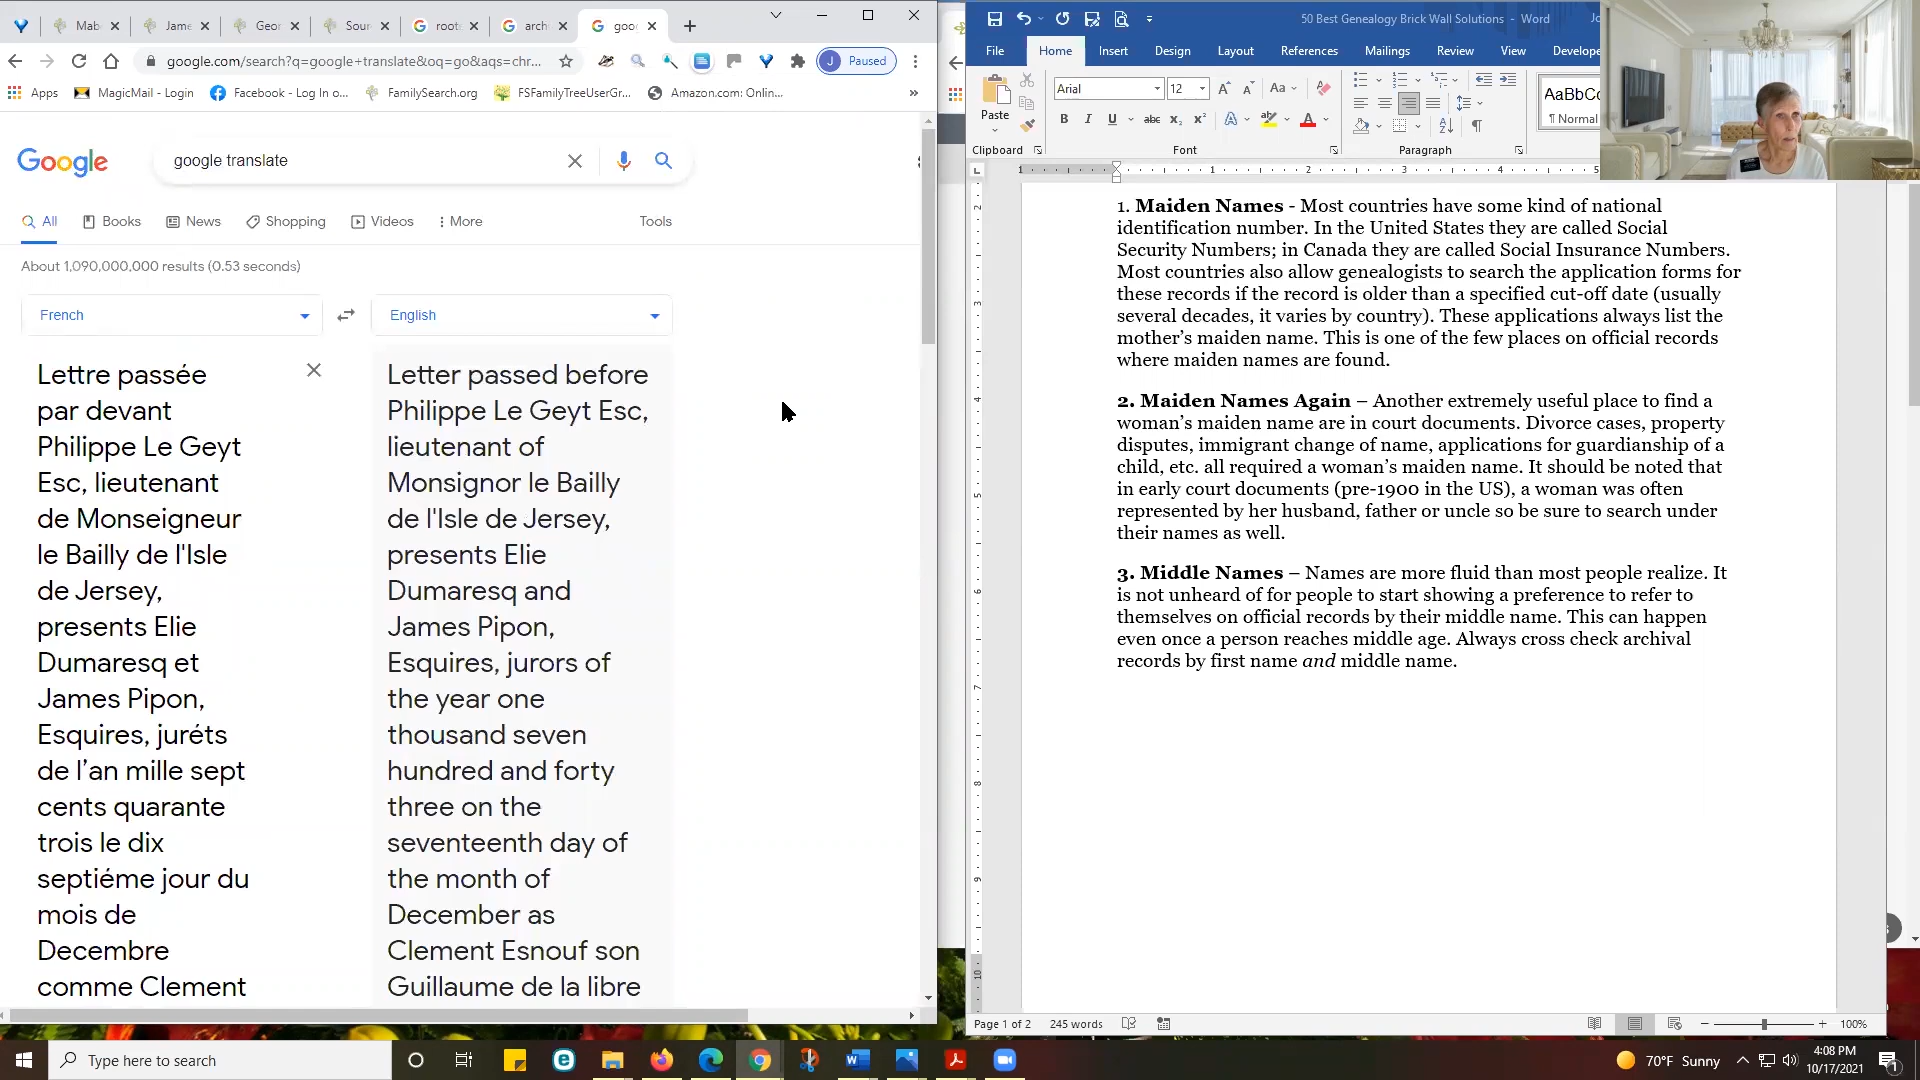 Mab
Jame
Geor
Sour
root
arch
goo
google.com/search?q=google+translate&oq=go&aqs=chr...
J
Paused
Apps
MagicMail - Login
Facebook - Log In o...
FamilySearch.org
FSFamilyTreeUserGr...
Amazon.com: Onlin...
»
Google
google translate
All
Books
News
Shopping
Videos
More
Tools
About 1,090,000,000 results (0.53 seconds)
French
English
Lettre passée
par devant
Philippe Le Geyt
Esc, lieutenant
de Monseigneur
le Bailly de l'Isle
de Jersey,
presents Elie
Dumaresq et
James Pipon,
Esquires, juréts
de l’an mille sept
cents quarante
trois le dix
septiéme jour du
mois de
Decembre
comme Clement
Letter passed before
Philippe Le Geyt Esc,
lieutenant of
Monsignor le Bailly
de l'Isle de Jersey,
presents Elie
Dumaresq and
James Pipon,
Esquires, jurors of
the year one
thousand seven
hundred and forty
three on the
seventeenth day of
the month of
December as
Clement Esnouf son
Guillaume de la libre
50 Best Genealogy Brick Wall Solutions - Word
File
Home
Insert
Design
Layout
References
Mailings
Review
View
Develope
Paste
Arial
12
Aa
B I U abc x₂ x²
AaBbCc
¶ Normal
Clipboard
Font
Paragraph
1. Maiden Names - Most countries have some kind of national
identification number. In the United States they are called Social
Security Numbers; in Canada they are called Social Insurance Numbers.
Most countries also allow genealogists to search the application forms for
these records if the record is older than a specified cut-off date (usually
several decades, it varies by country). These applications always list the
mother’s maiden name. This is one of the few places on official records
where maiden names are found.
2. Maiden Names Again – Another extremely useful place to find a
woman’s maiden name are in court documents. Divorce cases, property
disputes, immigrant change of name, applications for guardianship of a
child, etc. all required a woman’s maiden name. It should be noted that
in early court documents (pre-1900 in the US), a woman was often
represented by her husband, father or uncle so be sure to search under
their names as well.
3. Middle Names – Names are more fluid than most people realize. It
is not unheard of for people to start showing a preference to refer to
themselves on official records by their middle name. This can happen
even once a person reaches middle age. Always cross check archival
records by first name and middle name.
Page 1 of 2
245 words
100%
Type here to search
70°F Sunny
4:08 PM
10/17/2021